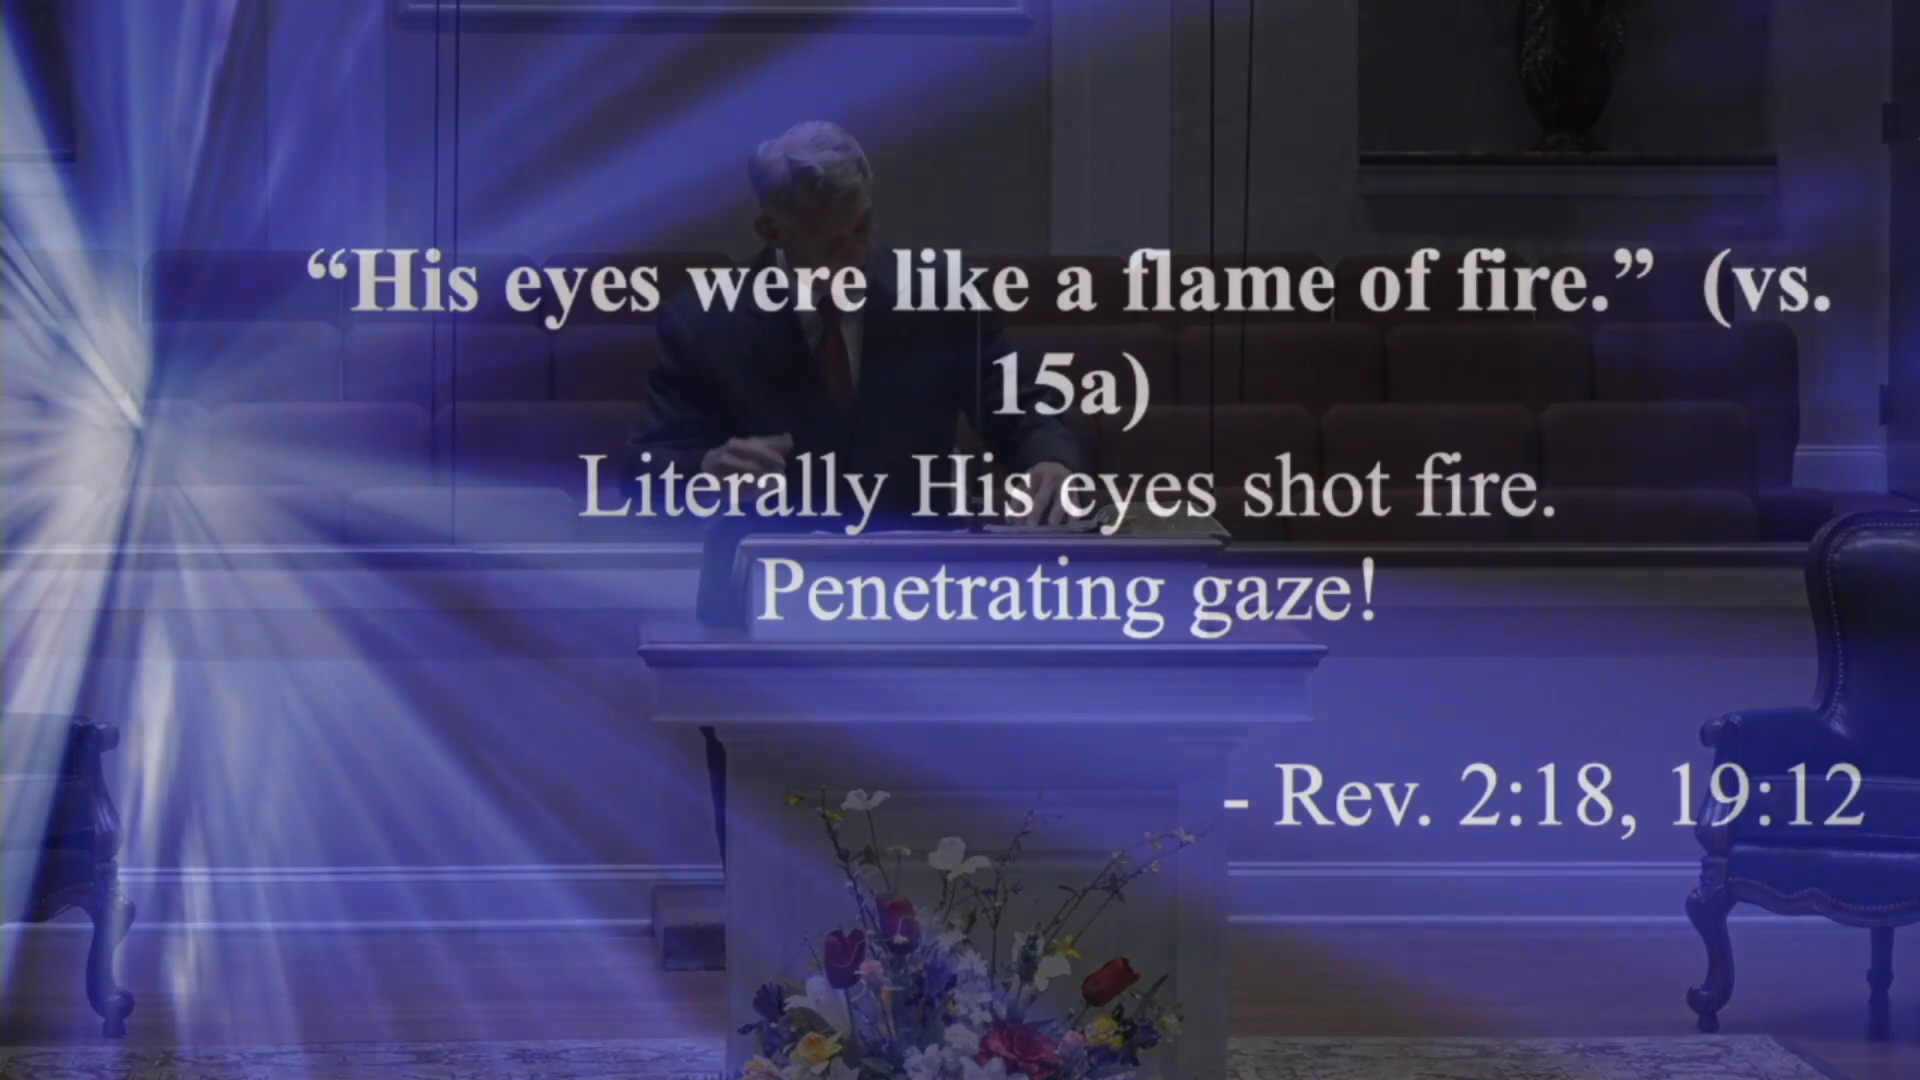 “His eyes were like a flame of fire.” (vs.
15a)
Literally His eyes shot fire.
Penetrating gaze!
- Rev. 2:18, 19:12